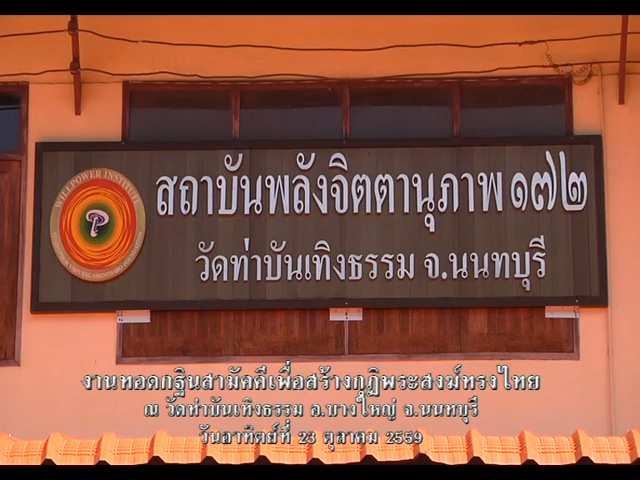 WILLPOWER INSTITUTE
สถาบันพลังจิตตานุภาพ ๑๗๒
วัดท่าบันเทิงธรรม จ.นนทบุรี
งานทอดกฐินสามัคคีเพื่อสร้างกุฏิพระสงฆ์ทรงไทย
ณ วัดท่าบันเทิงธรรม อ.บางใหญ่ จ.นนทบุรี
วันอาทิตย์ที่ 23 ตุลาคม 2559